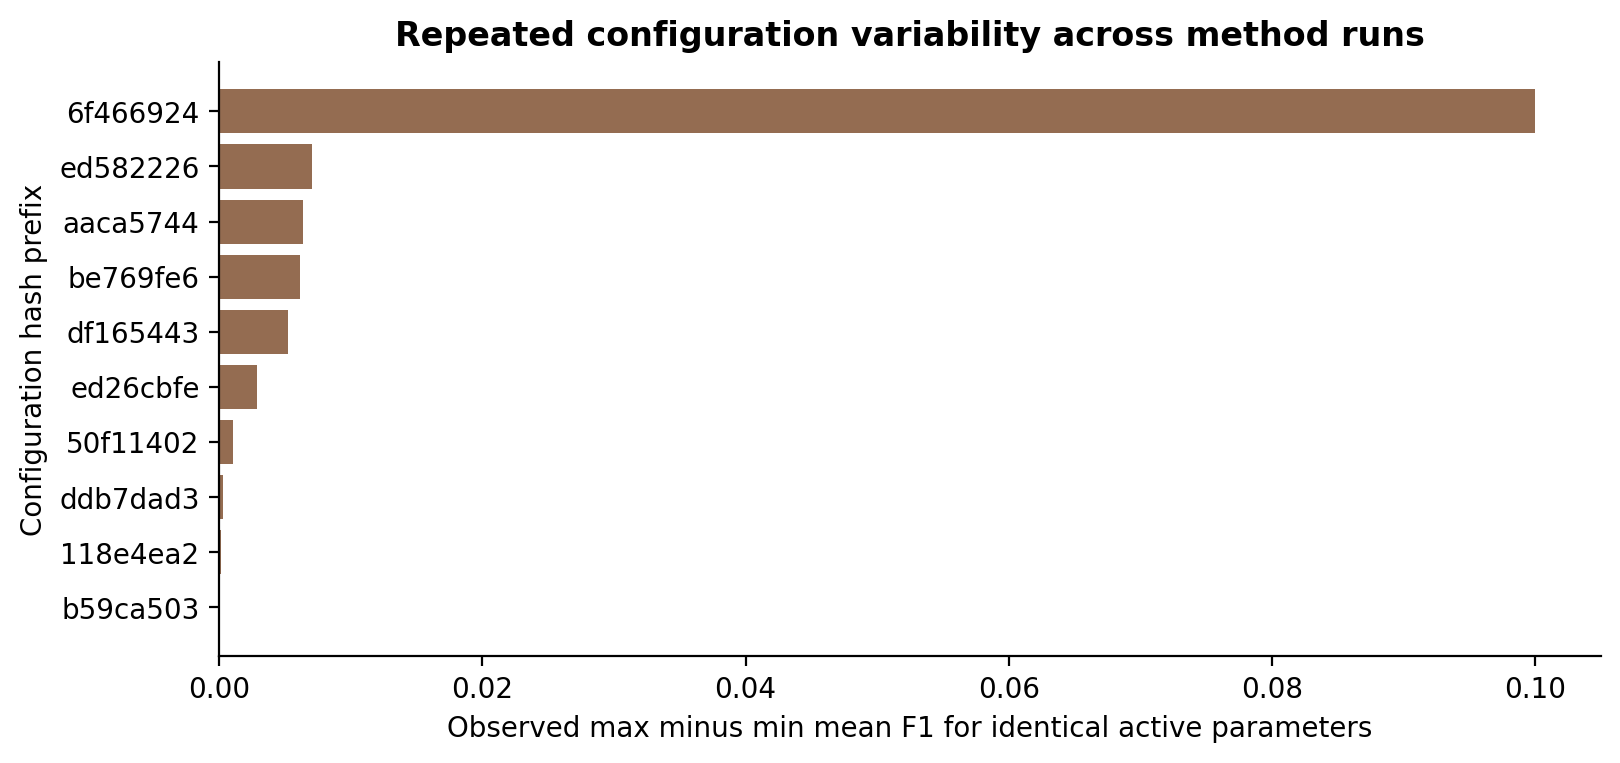 Repeated configuration variability across method runs
Configuration hash prefix
6f466924
ed582226
aaca5744
be769fe6
df165443
ed26cbfe
50f11402
ddb7dad3
118e4ea2
b59ca503
0.00 0.02 0.04 0.06 0.08 0.10
Observed max minus min mean F1 for identical active parameters